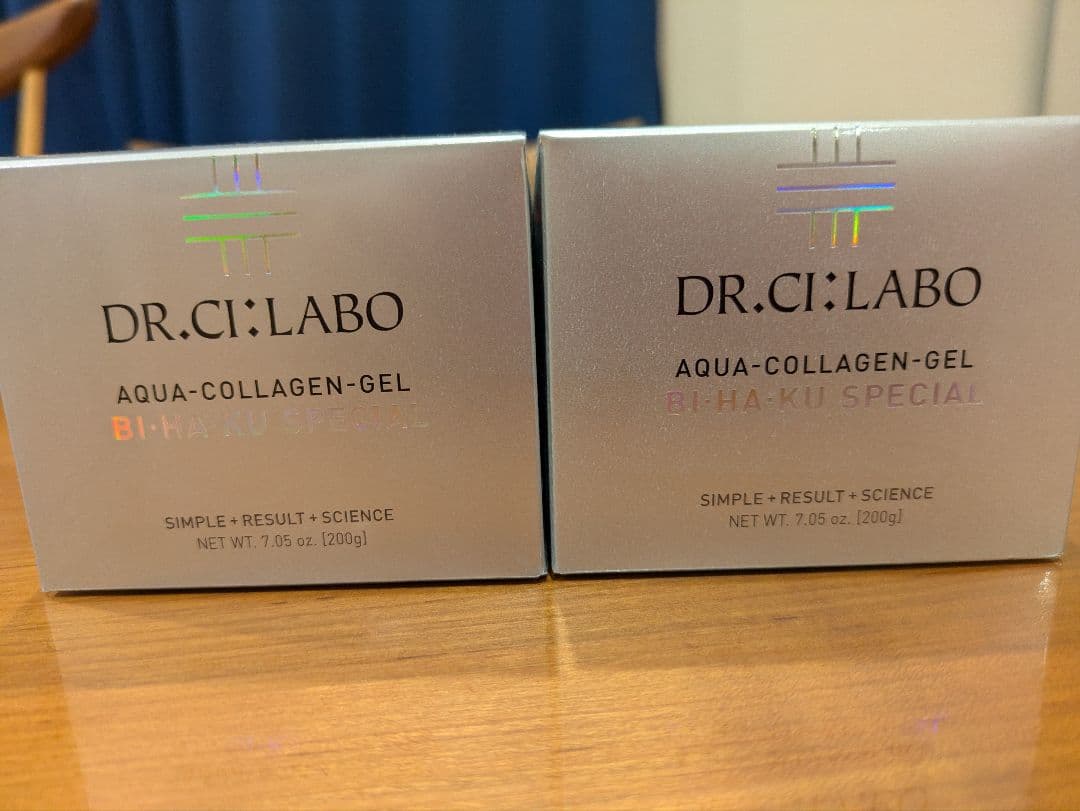 DR.CI:LABO
AQUA-COLLAGEN-GEL
BI·HA·KU SPECIAL
SIMPLE+RESULT+SCIENCE
NET WT. 7.05 oz. [200g]
DR.CI:LABO
AQUA-COLLAGEN-GEL
BI·HA·KU SPECIAL
SIMPLE+RESULT+SCIENCE
NET WT. 7.05 oz. [200g]